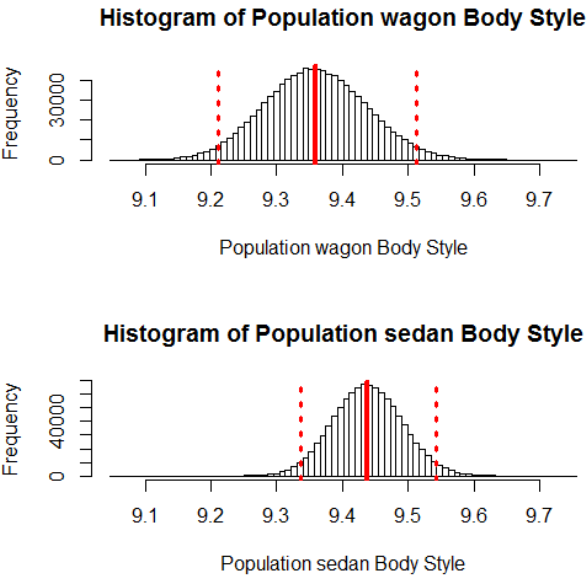 Histogram of Population wagon Body Style
Frequency
0 30000
9.1 9.2 9.3 9.4 9.5 9.6 9.7
Population wagon Body Style
Histogram of Population sedan Body Style
Frequency
0 40000
9.1 9.2 9.3 9.4 9.5 9.6 9.7
Population sedan Body Style